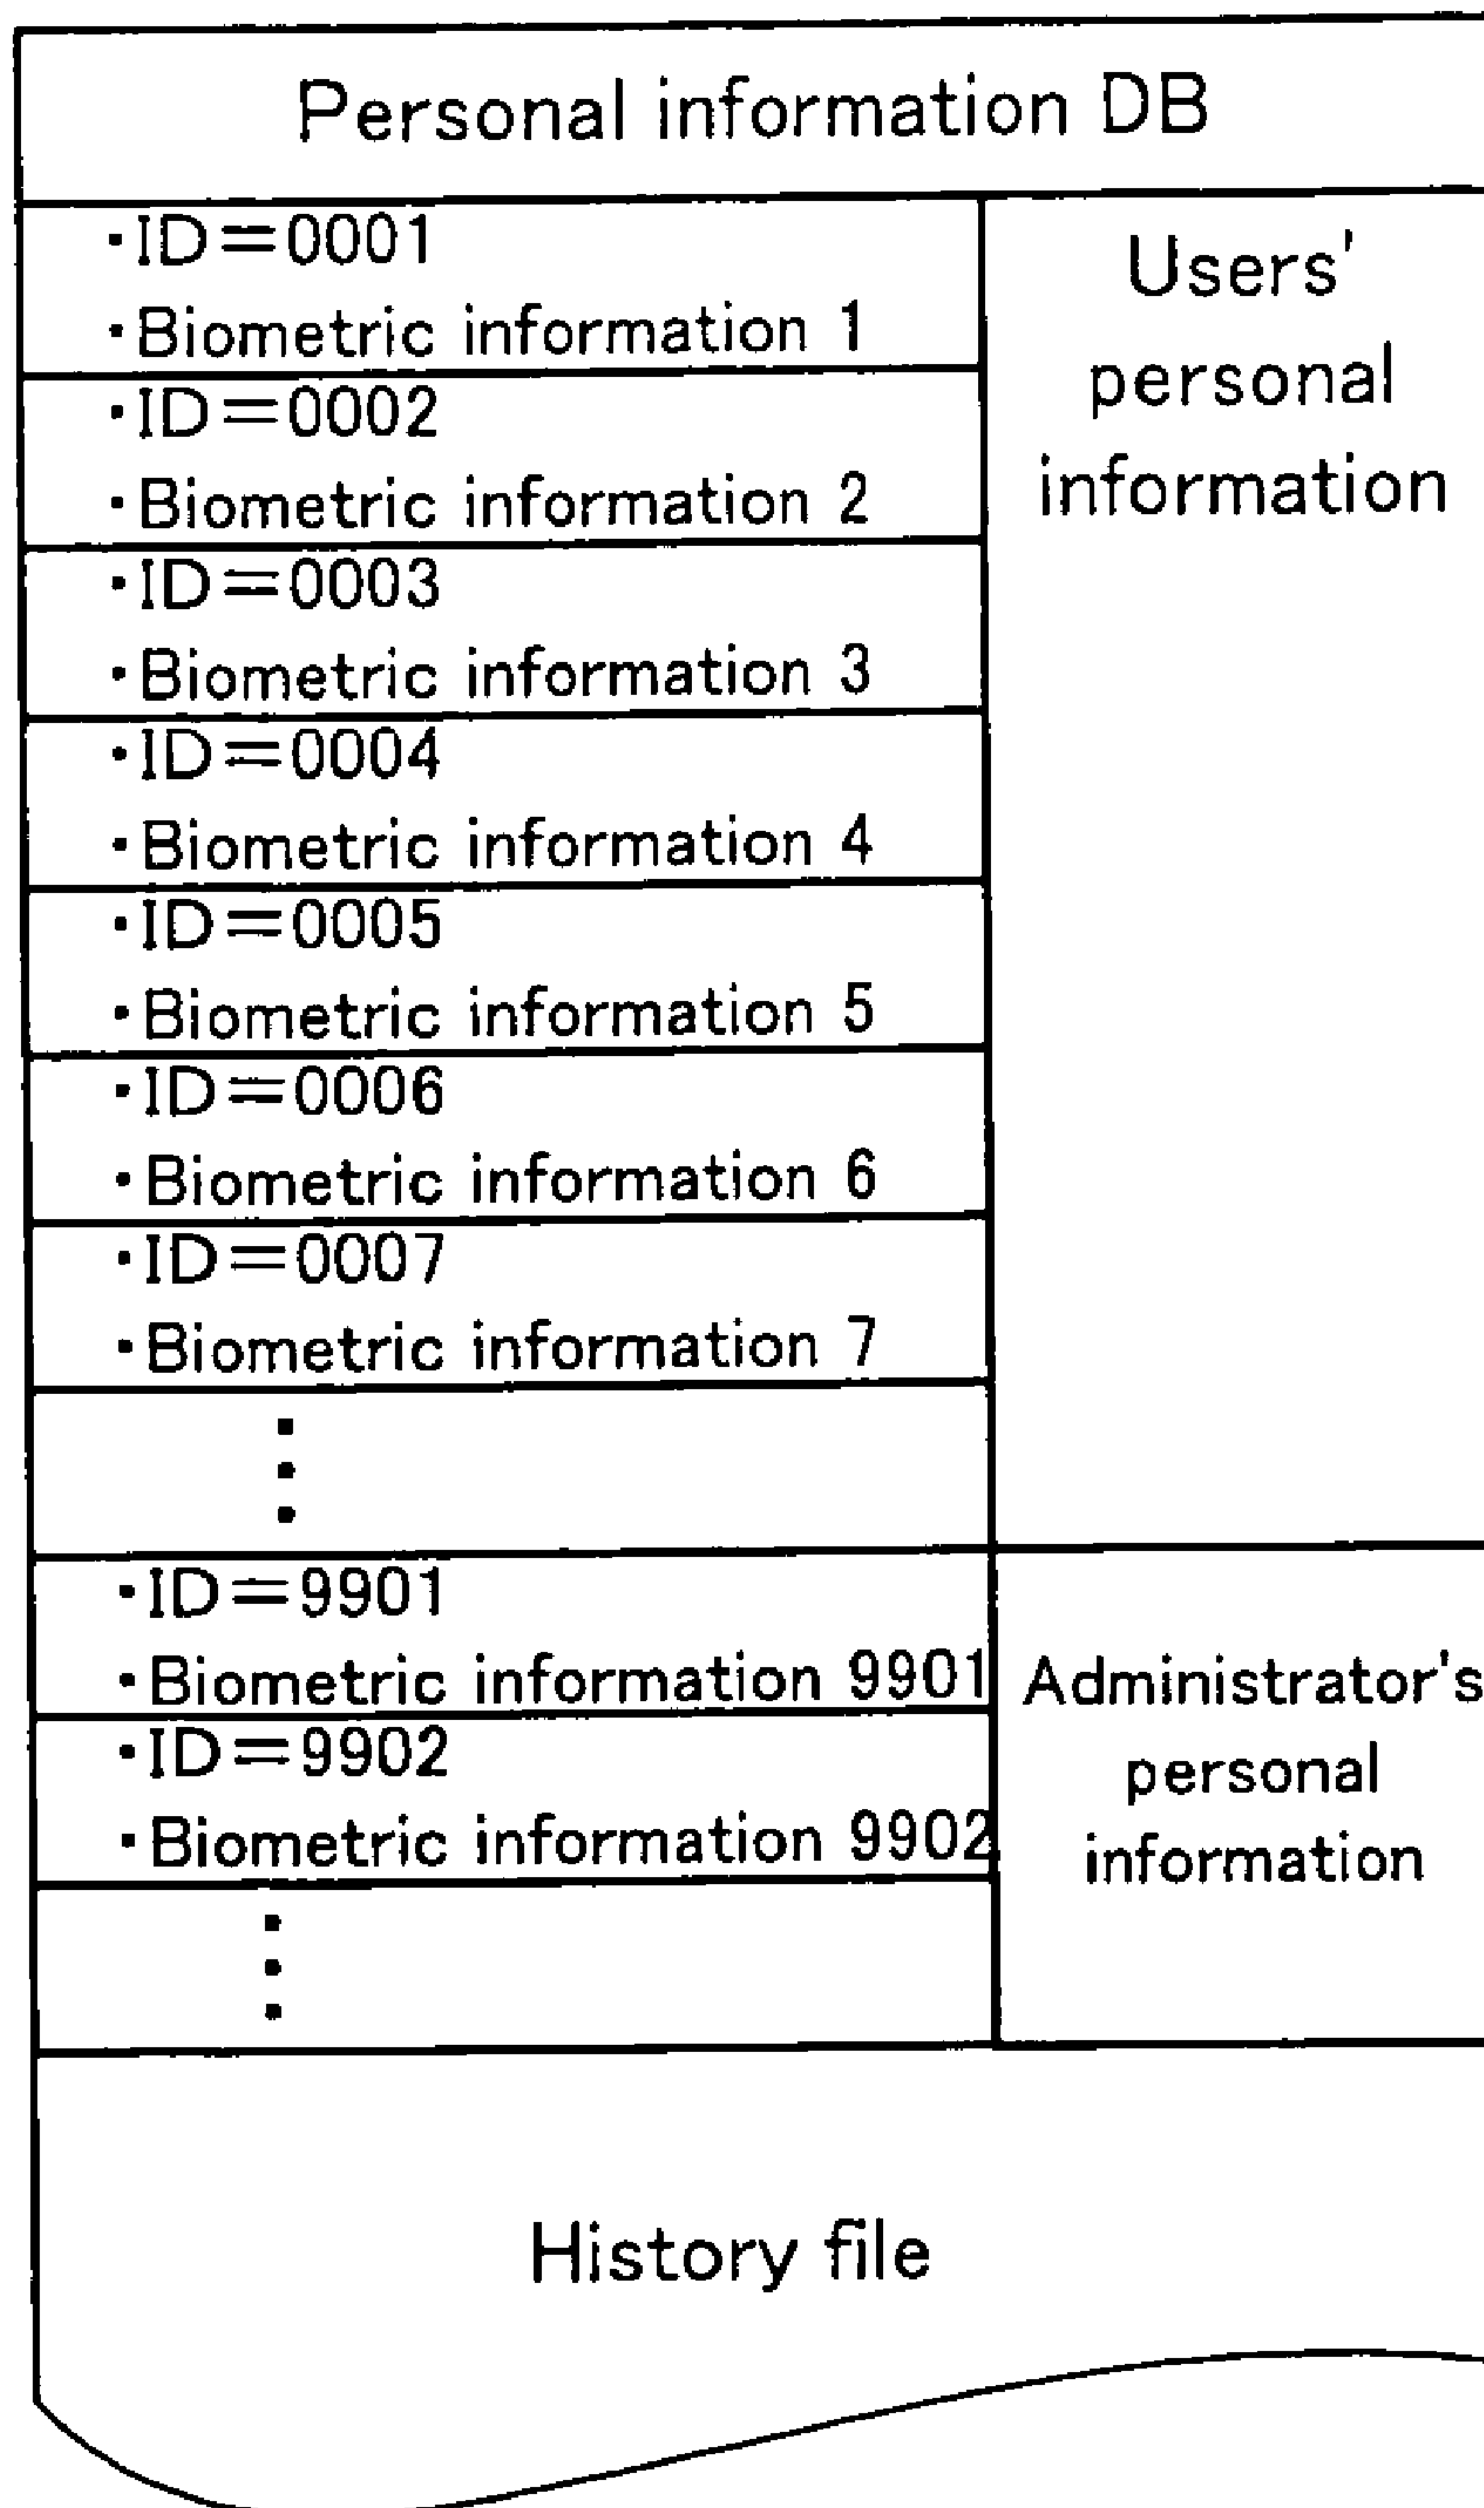 Personal information DB
・ID=0001
・Biometric information 1
・ID=0002
・Biometric information 2
・ID=0003
・Biometric information 3
・ID=0004
・Biometric information 4
・ID=0005
・Biometric information 5
・ID=0006
・Biometric information 6
・ID=0007
・Biometric information 7
Users'
personal
information
・ID=9901
・Biometric information 9901
・ID=9902
・Biometric information 9902
Administrator's
personal
information
History file